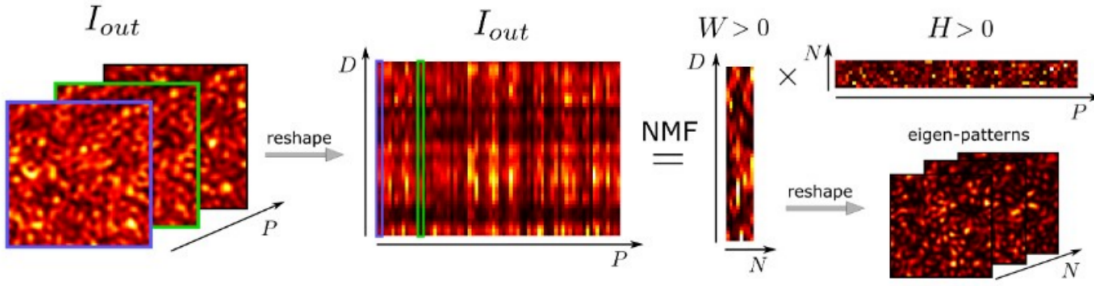 I_out
P
reshape
I_out
D
P
NMF
=
W > 0
D
N
×
H > 0
N
P
eigen-patterns
reshape
N